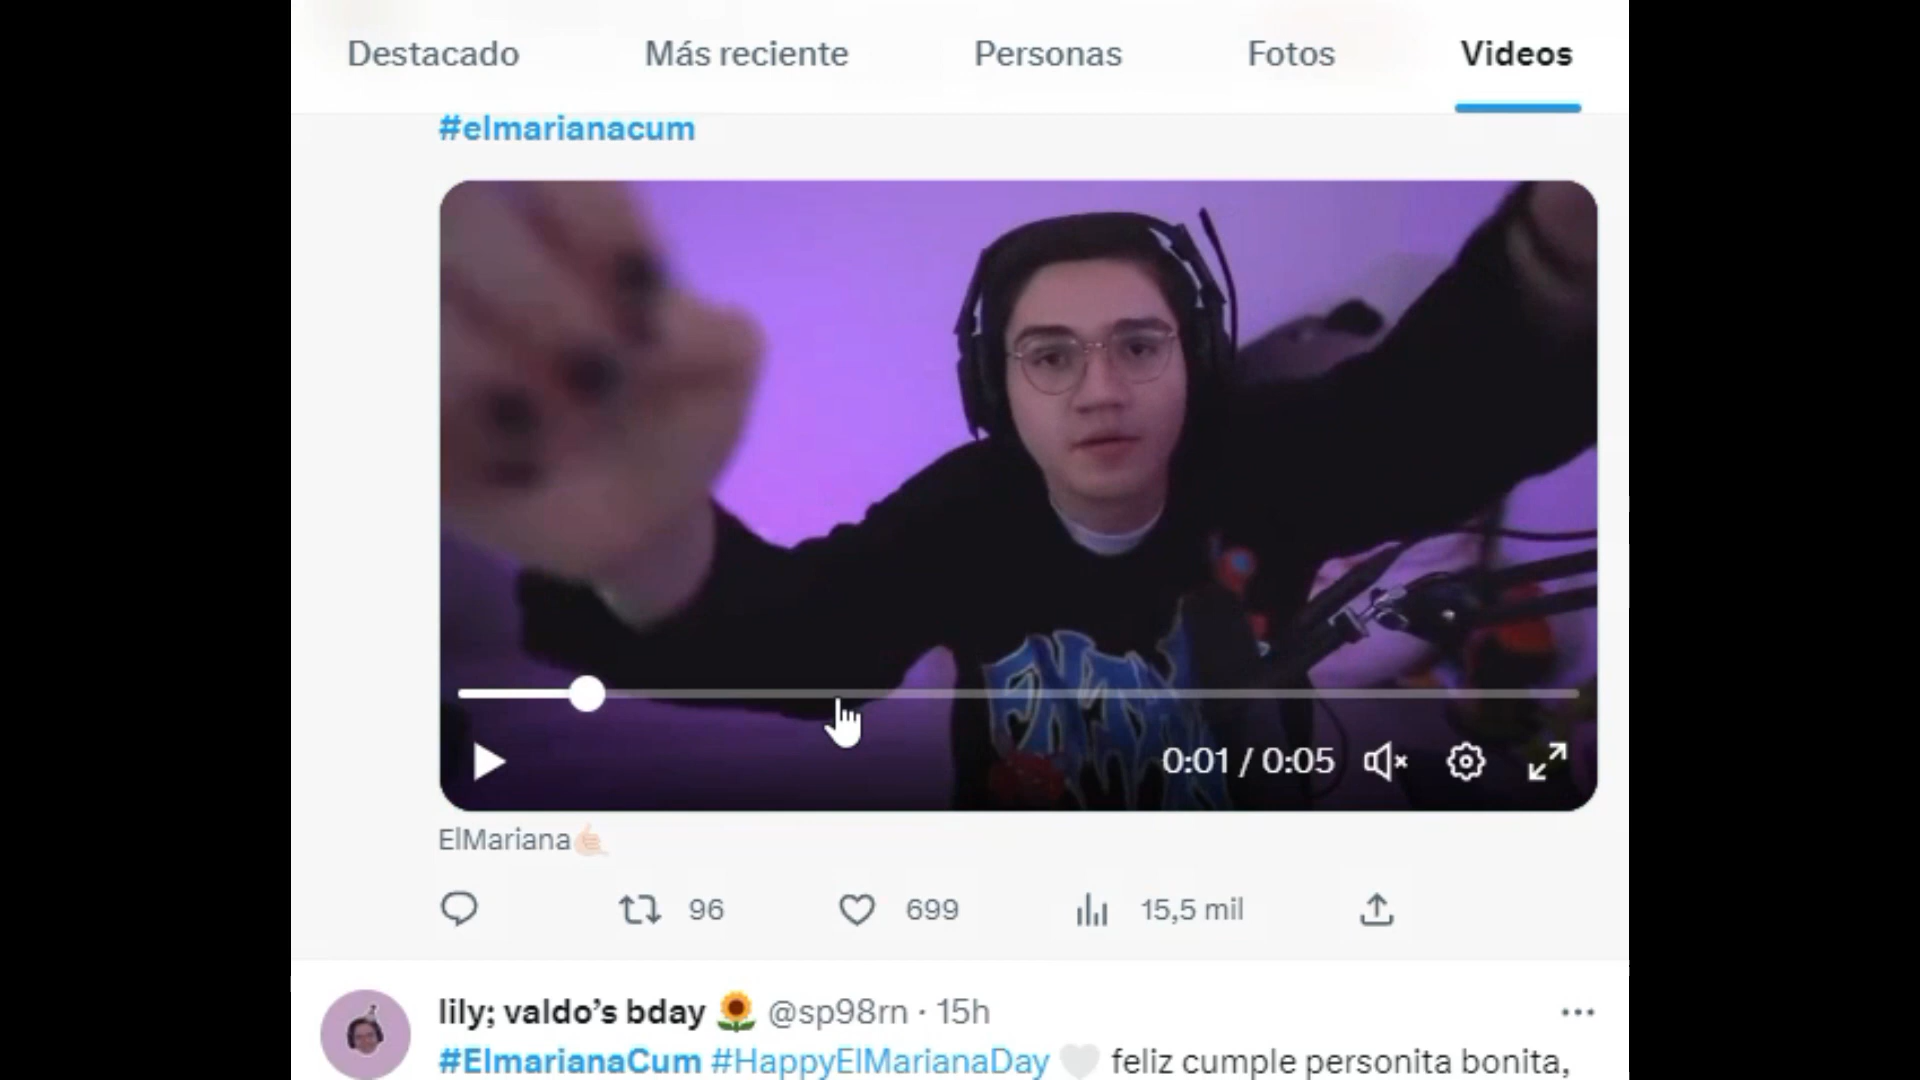 Destacado
Más reciente
Personas
Fotos
Videos
#elmarianacum
0:01 / 0:05
ElMariana🤙🏻
96
699
15,5 mil
lily; valdo’s bday 🌻 @sp98rn · 15h
#ElmarianaCum #HappyElMarianaDay 🤍 feliz cumple personita bonita,